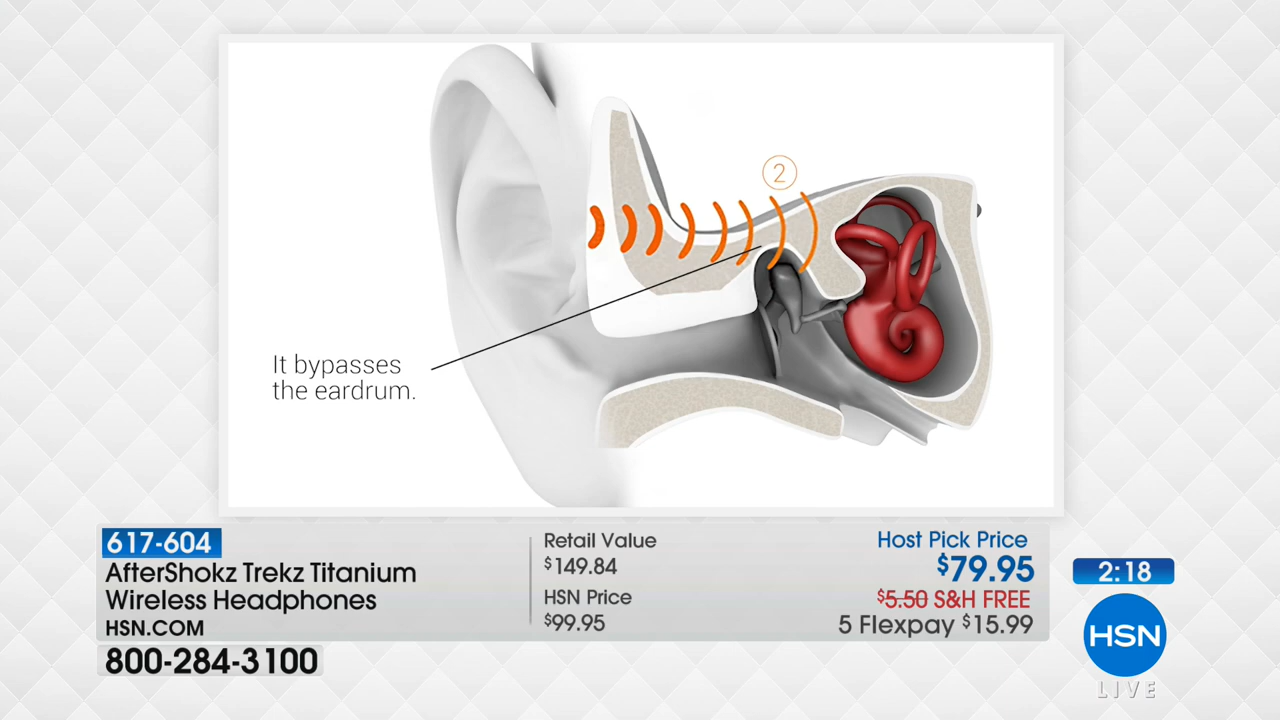 2
It bypasses
the eardrum.
617-604
AfterShokz Trekz Titanium
Wireless Headphones
HSN.COM
800-284-3100
Retail Value
$149.84
HSN Price
$99.95
Host Pick Price
$79.95
$5.50 S&H FREE
5 Flexpay $15.99
2:18
HSN
LIVE